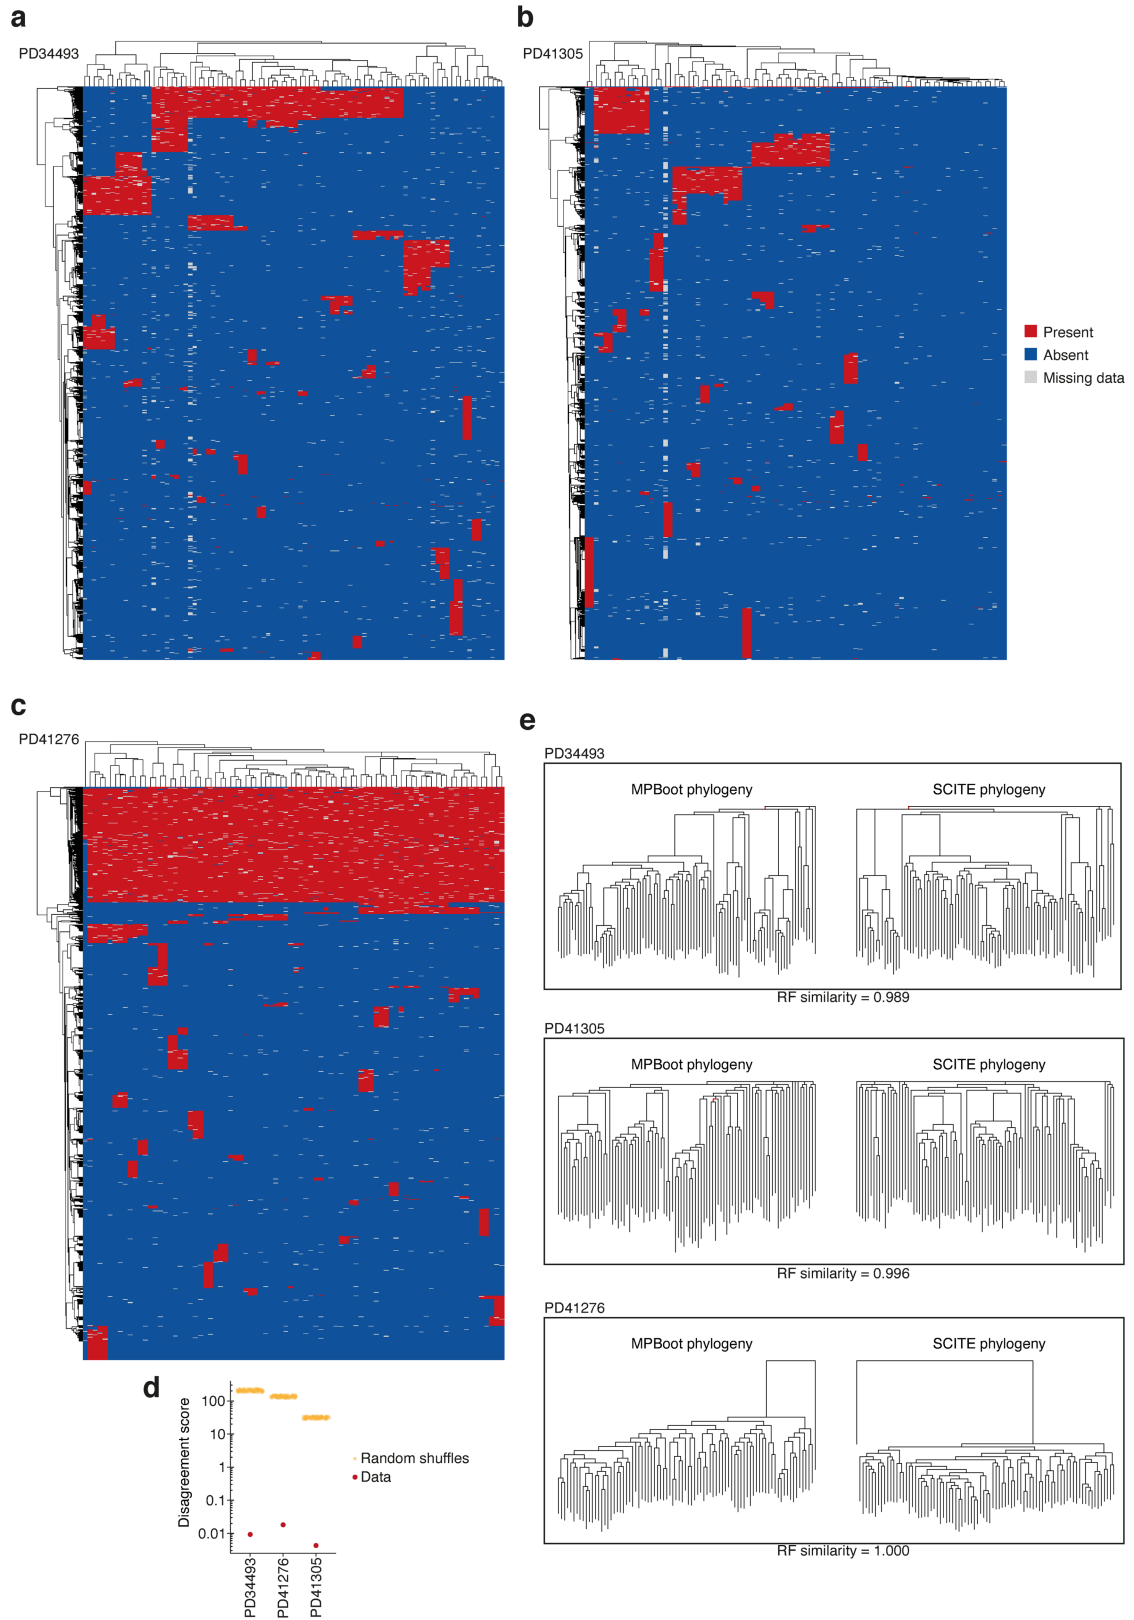 a
PD34493
b
PD41305
Present
Absent
Missing data
c
PD41276
d
Disagreement score
100
10
1
0.1
0.01
PD34493
PD41276
PD41305
Random shuffles
Data
e
PD34493
MPBoot phylogeny
SCITE phylogeny
RF similarity = 0.989
PD41305
MPBoot phylogeny
SCITE phylogeny
RF similarity = 0.996
PD41276
MPBoot phylogeny
SCITE phylogeny
RF similarity = 1.000